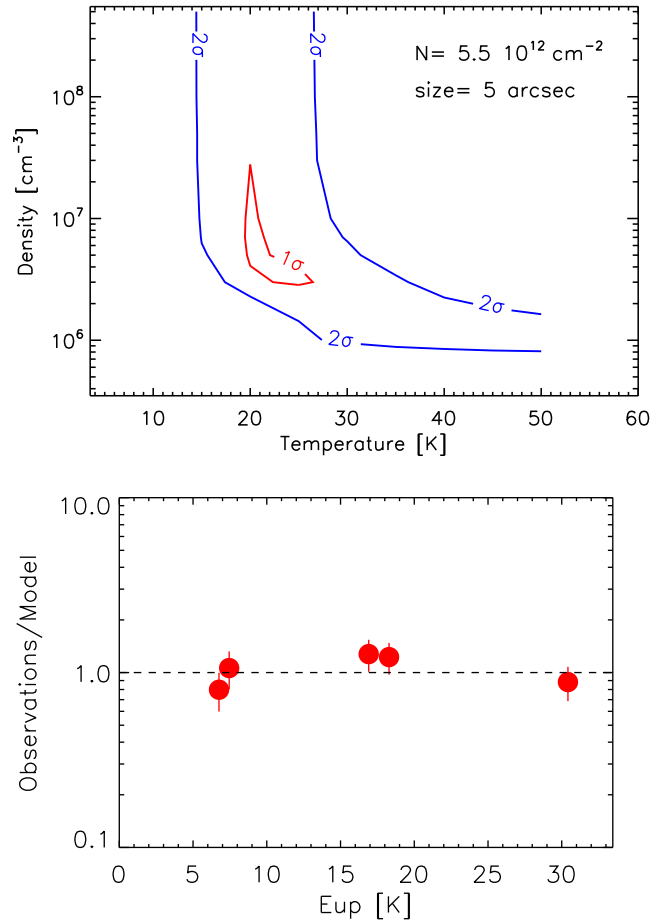 2σ 2σ
N= 5.5 10¹² cm⁻²
size= 5 arcsec
10⁸
Density [cm⁻³]
10⁷
1σ
2σ
10⁶
2σ
10 20 30 40 50 60
Temperature [K]
10.0
Observations/Model
1.0
0.1
0 5 10 15 20 25 30
Eup [K]